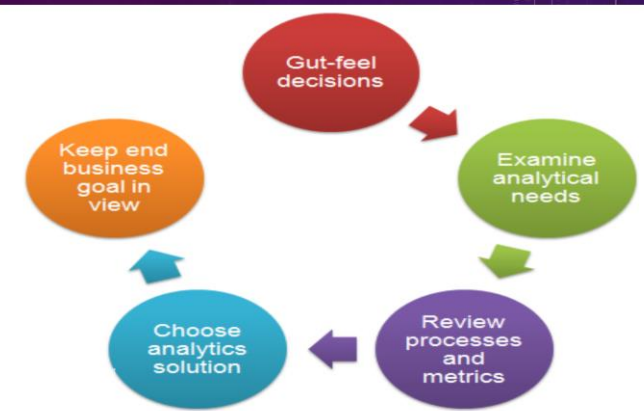 Gut-feel
decisions
Examine
analytical
needs
Review
processes
and
metrics
Choose
analytics
solution
Keep end
business
goal in
view